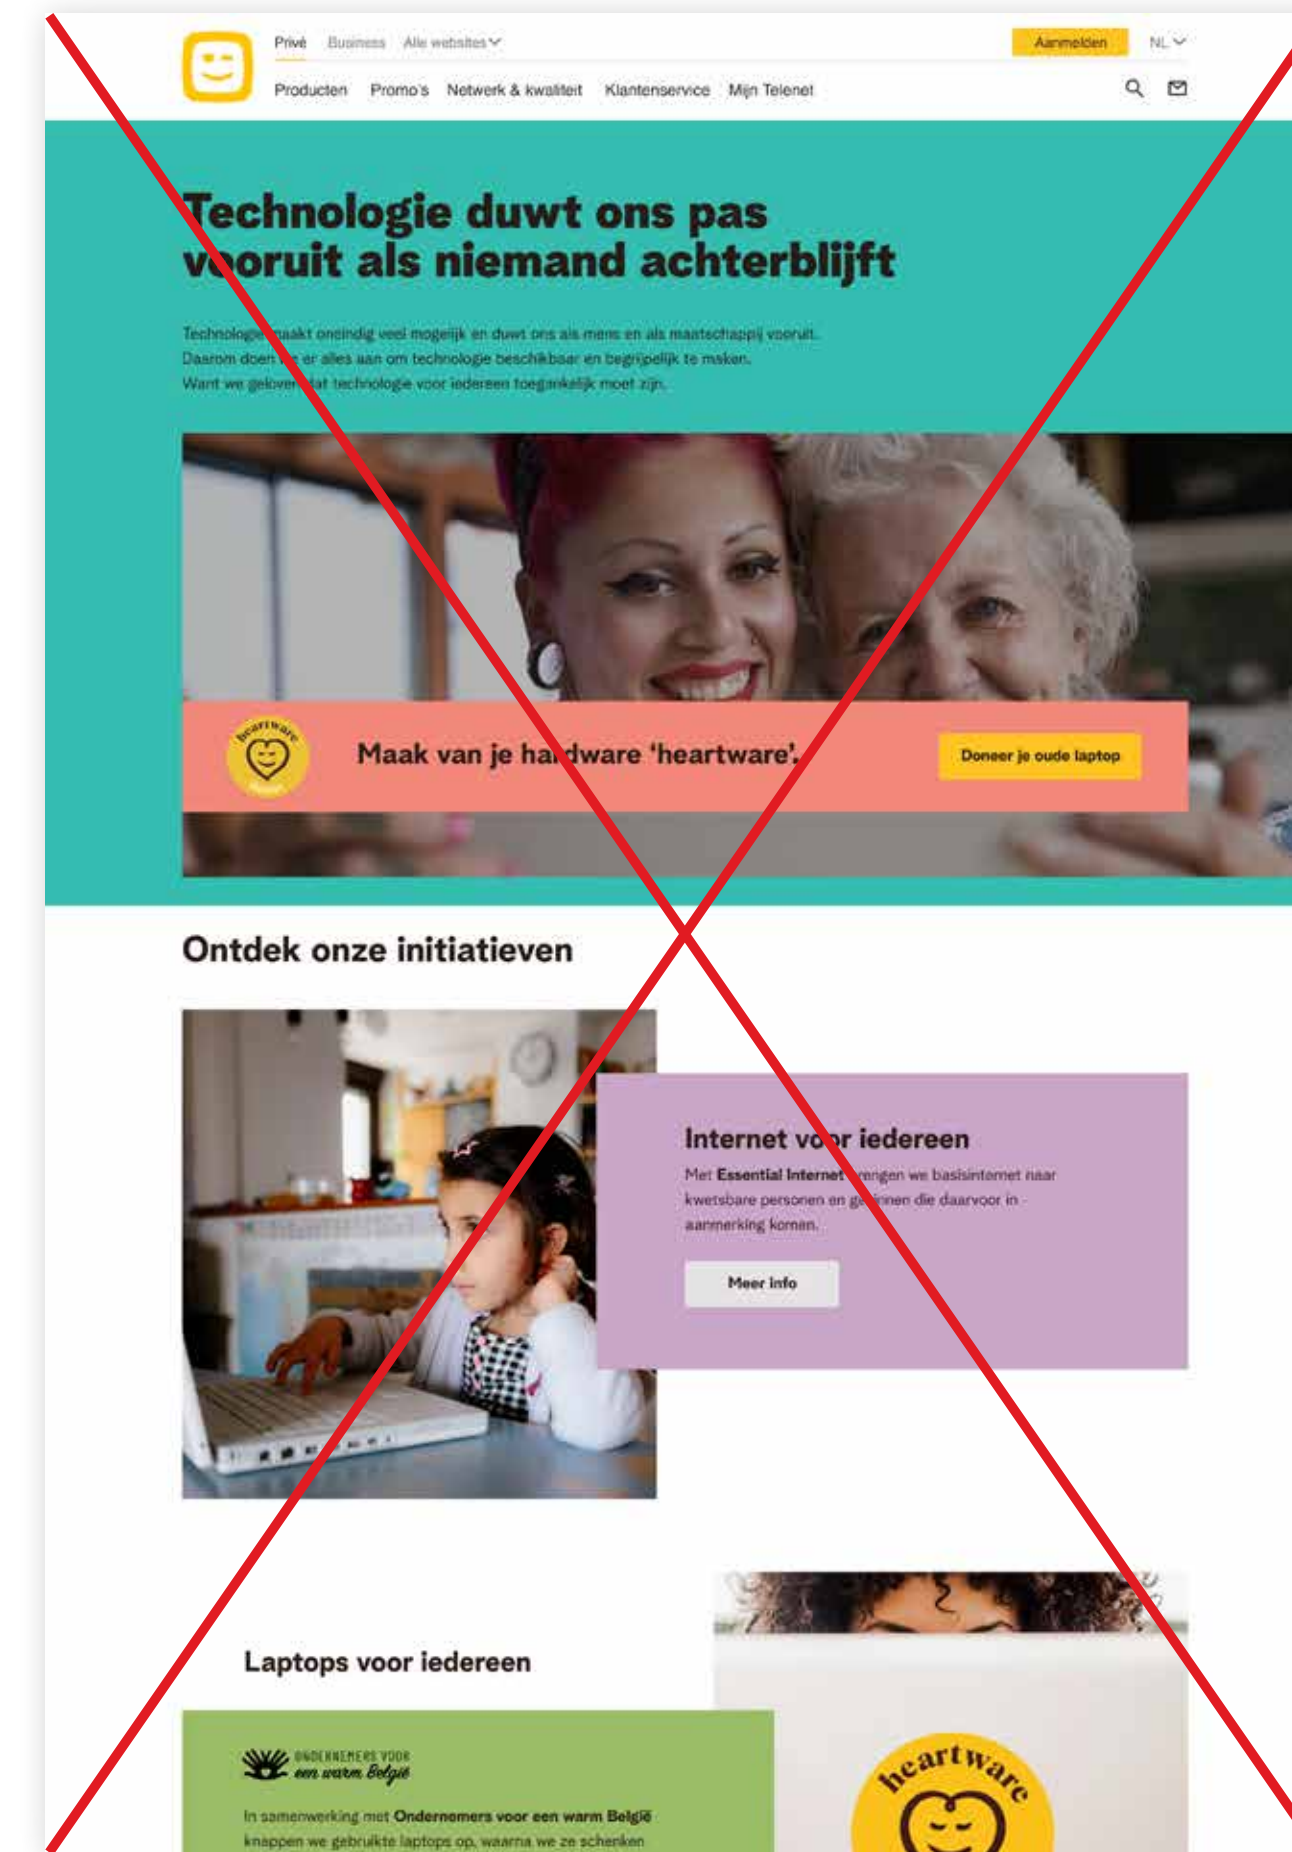 Privé Business Alle websites Aanmelden NL
Producten Promo's Netwerk & kwaliteit Klantenservice Mijn Telenet
Technologie duwt ons pas
vooruit als niemand achterblijft
Technologie maakt oneindig veel mogelijk en duwt ons als mens en als maatschappij vooruit.
Daarom doen we er alles aan om technologie beschikbaar en begrijpelijk te maken.
Want we geloven dat technologie voor iedereen toegankelijk moet zijn.
heartware
Maak van je hardware ‘heartware’.
Doneer je oude laptop
Ontdek onze initiatieven
Internet voor iedereen
Met Essential Internet brengen we basisinternet naar
kwetsbare personen en gezinnen die daarvoor in
aanmerking komen.
Meer info
Laptops voor iedereen
ONDERNEMERS VOOR
een warm België
In samenwerking met Ondernemers voor een warm België
knappen we gebruikte laptops op, waarna we ze schenken
heartware